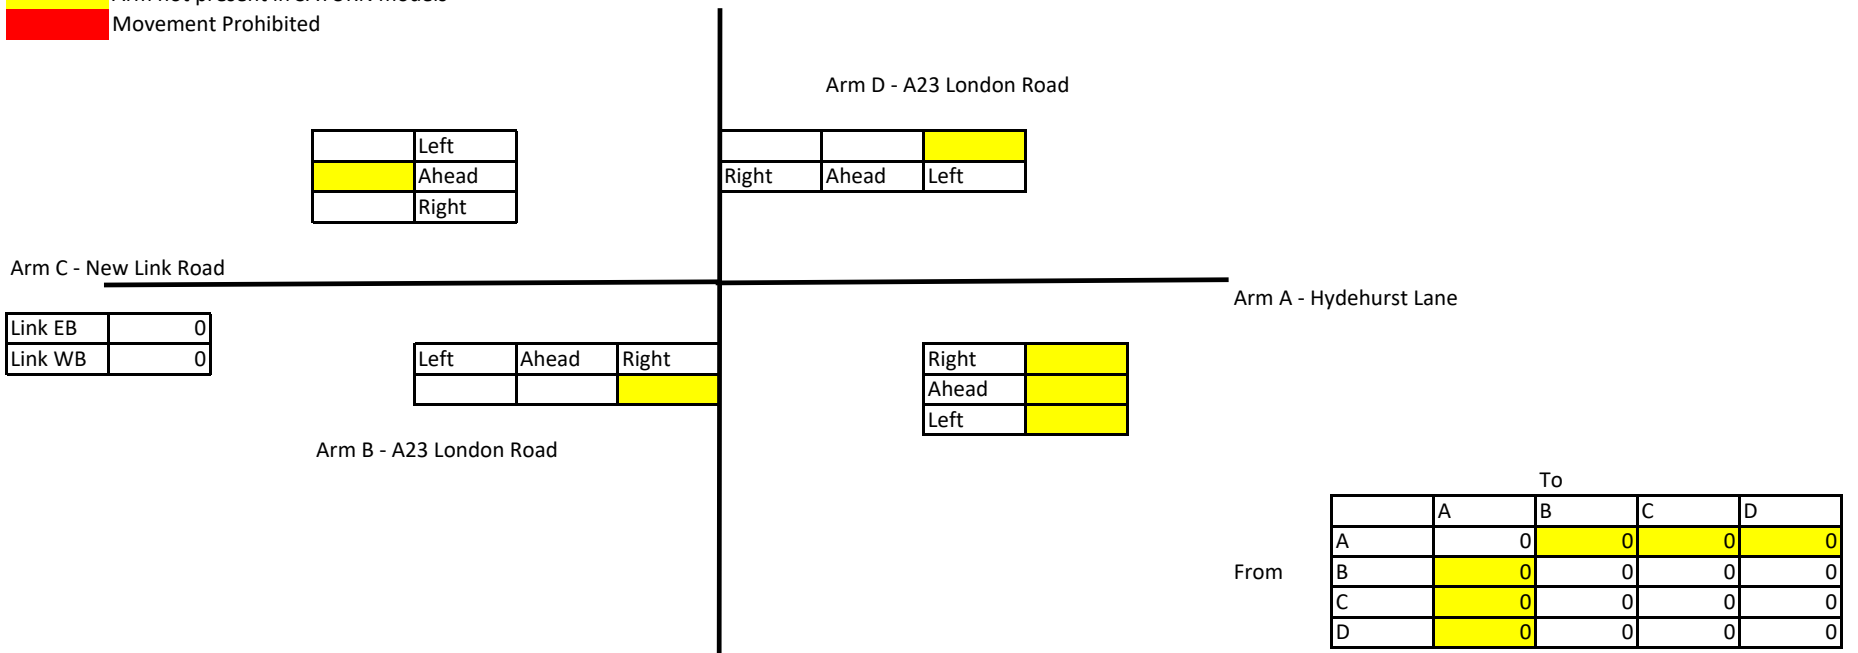 Movement Prohibited
Arm D - A23 London Road
Left
Ahead
Right
Right Ahead Left
Arm C - New Link Road
Arm A - Hydehurst Lane
Link EB 0
Link WB 0
Left Ahead Right
Right
Ahead
Left
Arm B - A23 London Road
To
A B C D
A 0 0 0 0
From B 0 0 0 0
C 0 0 0 0
D 0 0 0 0